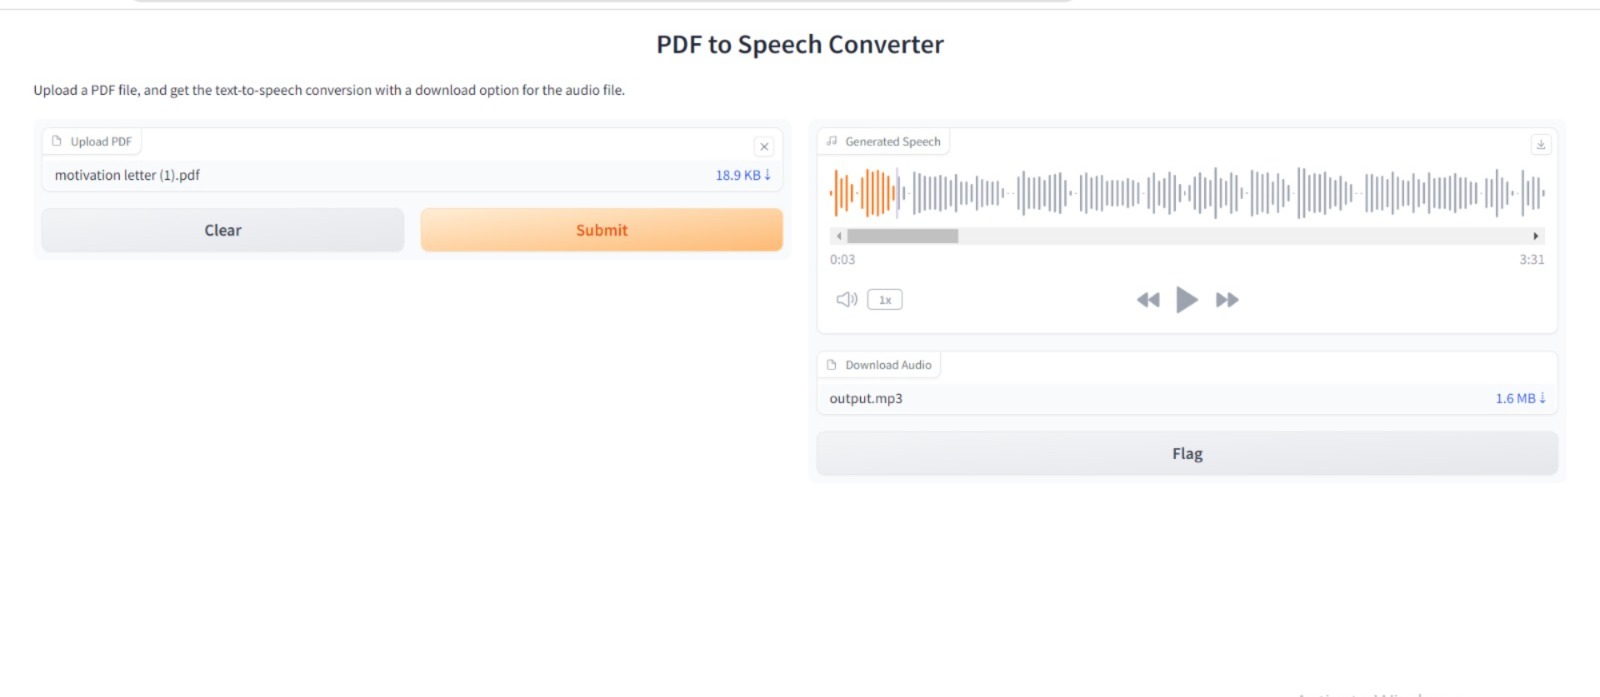 PDF to Speech Converter
Upload a PDF file, and get the text-to-speech conversion with a download option for the audio file.
Upload PDF
motivation letter (1).pdf 18.9 KB ↓
Clear Submit
Generated Speech
0:03 3:31
1x
Download Audio
output.mp3 1.6 MB ↓
Flag